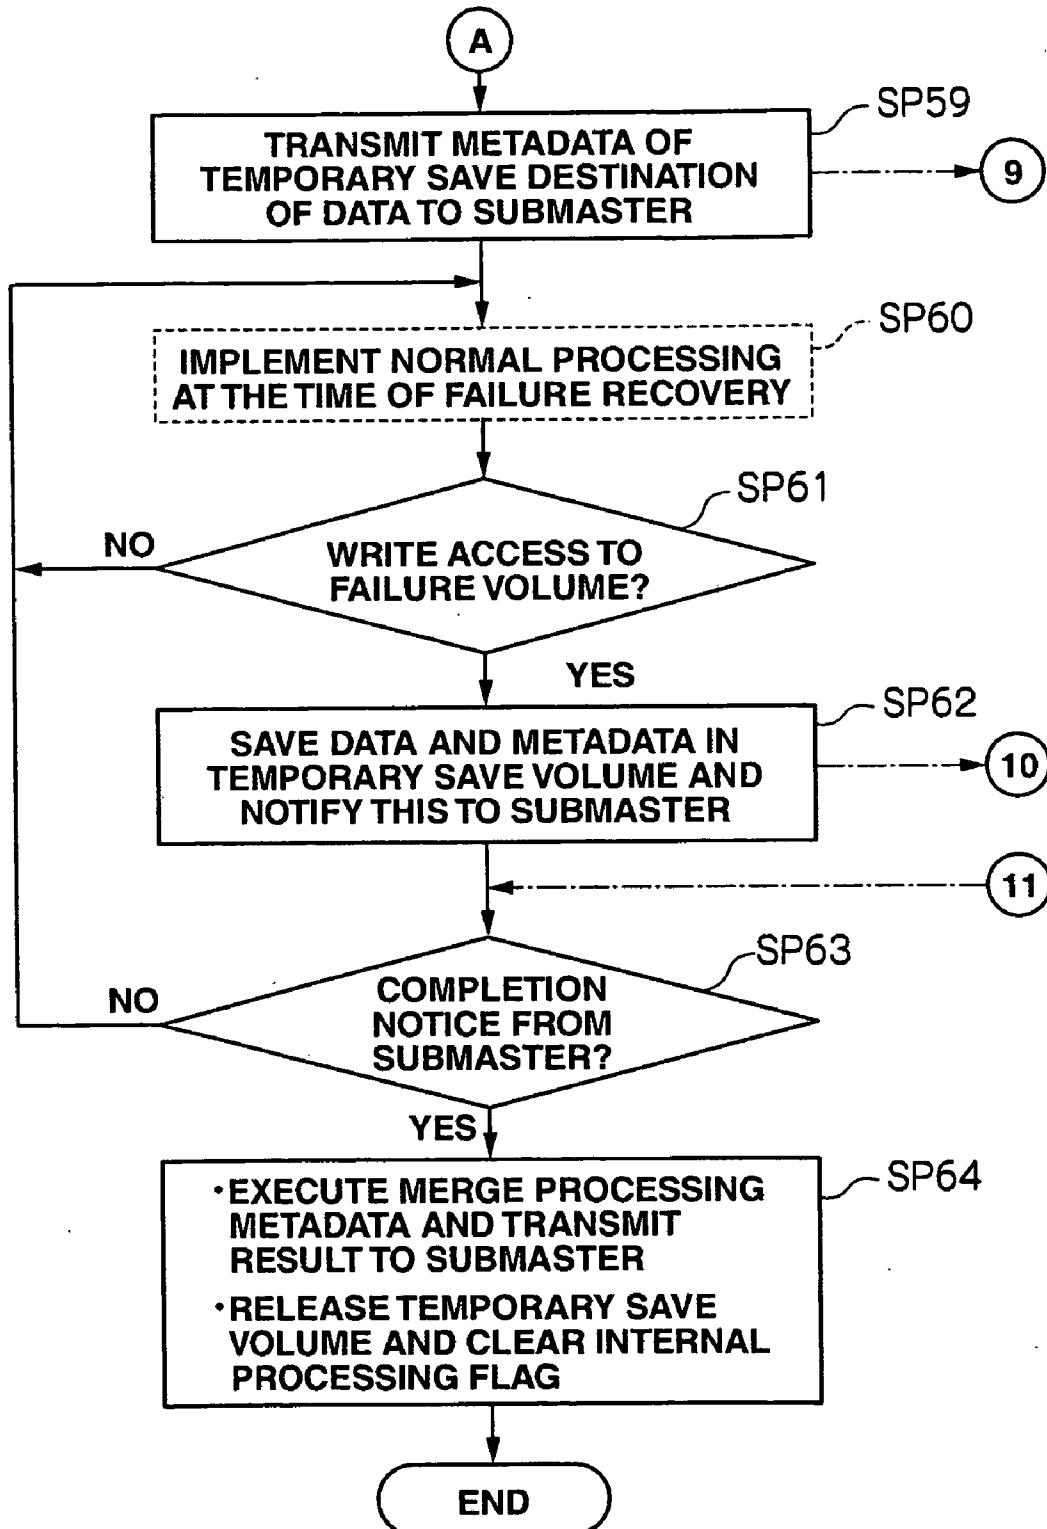 A
SP59
TRANSMIT METADATA OF
TEMPORARY SAVE DESTINATION
OF DATA TO SUBMASTER
9
SP60
IMPLEMENT NORMAL PROCESSING
AT THE TIME OF FAILURE RECOVERY
SP61
NO
WRITE ACCESS TO
FAILURE VOLUME?
YES
SP62
SAVE DATA AND METADATA IN
TEMPORARY SAVE VOLUME AND
NOTIFY THIS TO SUBMASTER
10
11
SP63
NO
COMPLETION
NOTICE FROM
SUBMASTER?
YES
SP64
・EXECUTE MERGE PROCESSING
METADATA AND TRANSMIT
RESULT TO SUBMASTER
・RELEASE TEMPORARY SAVE
VOLUME AND CLEAR INTERNAL
PROCESSING FLAG
END